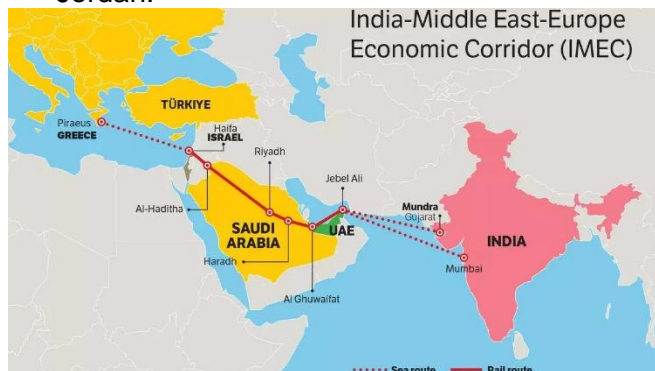 Jordan.
India-Middle East-Europe
Economic Corridor (IMEC)
TÜRKIYE
Piraeus
GREECE
Haifa
ISRAEL
Riyadh
Jebel Ali
Al-Haditha
Mundra
Gujarat
SAUDI
ARABIA
UAE
INDIA
Haradh
Mumbai
Al Ghuwaifat
Sea route
Rail route